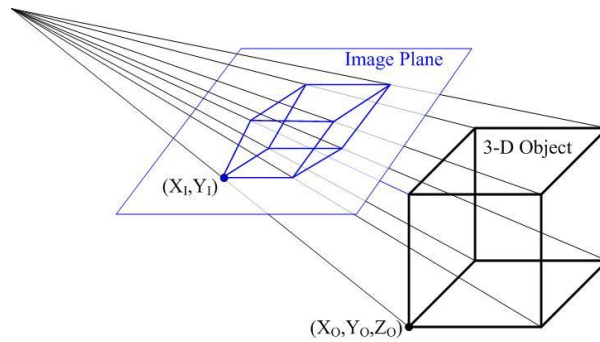 Image Plane
3-D Object
(X_I,Y_I)
(X_O,Y_O,Z_O)